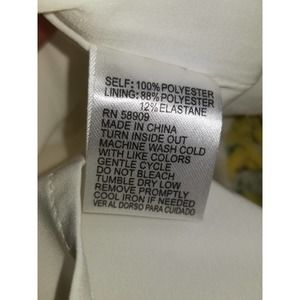 SELF: 100% POLYESTER
LINING: 88% POLYESTER
12% ELASTANE
RN 58909
MADE IN CHINA
TURN INSIDE OUT
MACHINE WASH COLD
WITH LIKE COLORS
GENTLE CYCLE
DO NOT BLEACH
TUMBLE DRY LOW
REMOVE PROMPTLY
COOL IRON IF NEEDED
VER AL DORSO PARA CUIDADO